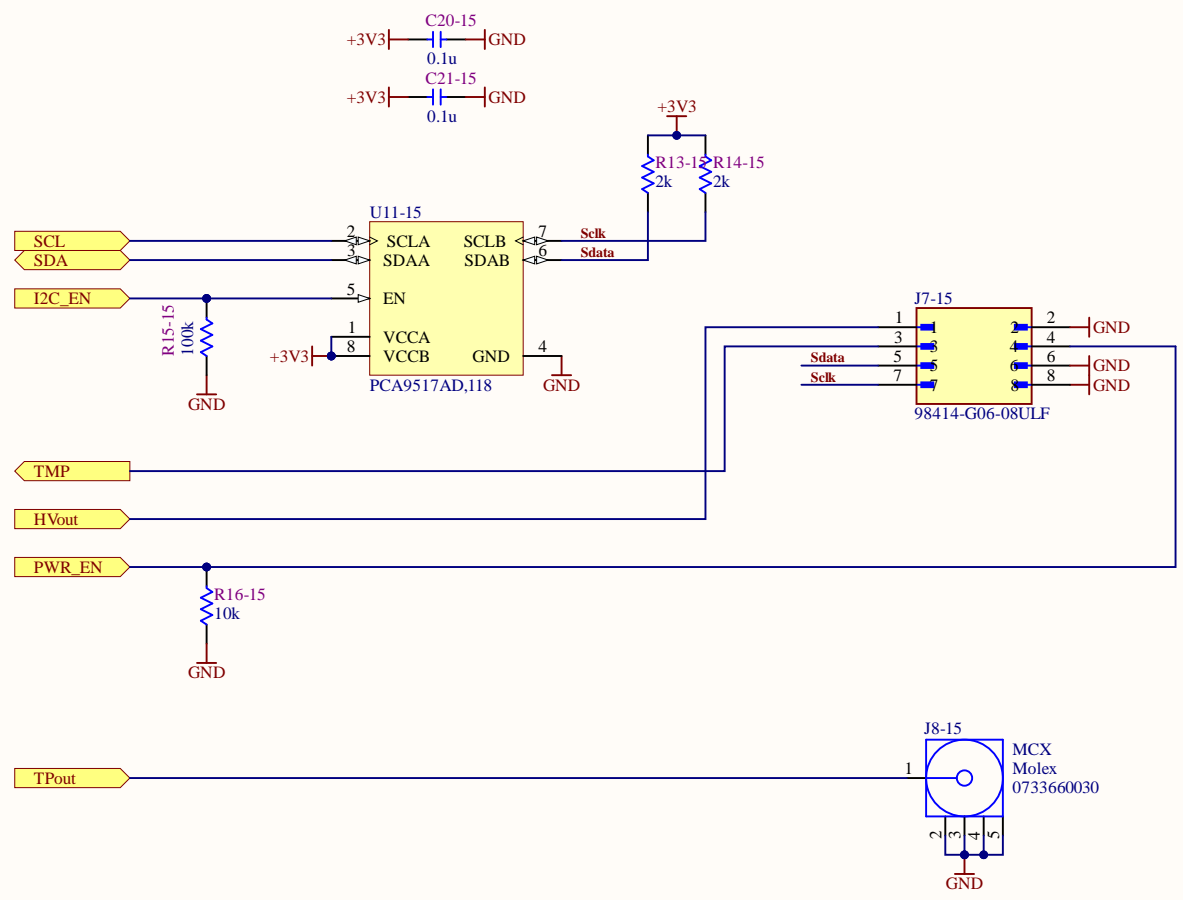 C20-15
+3V3 GND
0.1u
C21-15
+3V3 GND
0.1u
+3V3
R13-15 R14-15
2k 2k
U11-15
SCL 2 SCLA SCLB 7 Sclk
SDA 3 SDAA SDAB 6 Sdata
I2C_EN 5 EN
R15-15
100k
1 VCCA
+3V3 8 VCCB GND 4
PCA9517AD,118
GND
GND
J7-15
1 1 2 2 GND
3 3 4 4
Sdata 5 5 6 6 GND
Sclk 7 7 8 8 GND
98414-G06-08ULF
TMP
HVout
PWR_EN
R16-15
10k
GND
J8-15
MCX
Molex
0733660030
TPout 1
2 3 4 5
GND